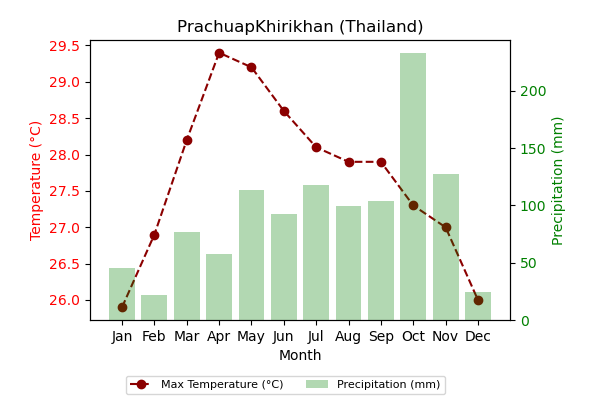 PrachuapKhirikhan (Thailand)
29.5
29.0
28.5
28.0
27.5
27.0
26.5
26.0
Temperature (°C)
200
150
100
50
0
Precipitation (mm)
Jan Feb Mar Apr May Jun Jul Aug Sep Oct Nov Dec
Month
Max Temperature (°C) Precipitation (mm)